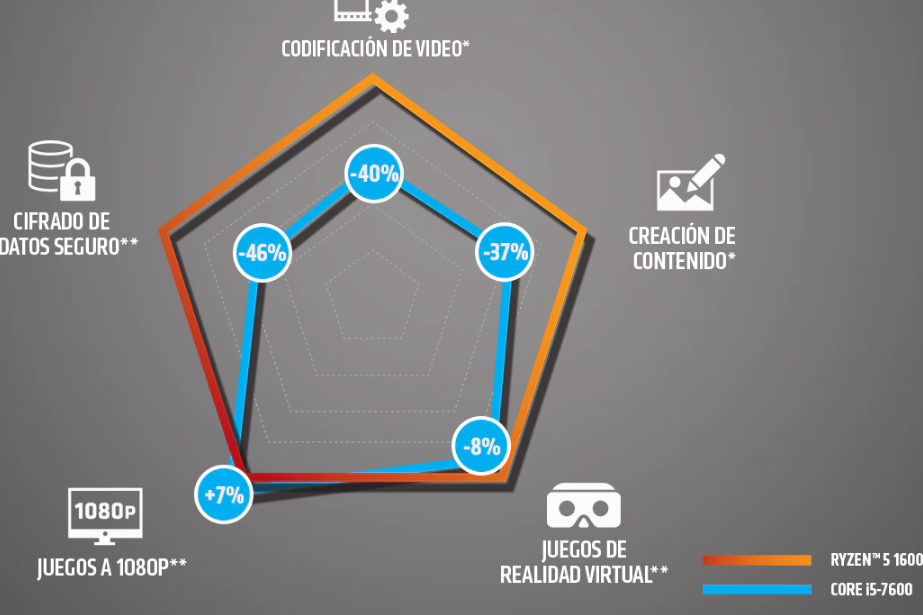 CODIFICACIÓN DE VIDEO*
CIFRADO DE
DATOS SEGURO**
CREACIÓN DE
CONTENIDO*
-40%
-46%
-37%
-8%
+7%
1080P
JUEGOS A 1080P**
JUEGOS DE
REALIDAD VIRTUAL**
RYZEN™ 5 1600
CORE i5-7600